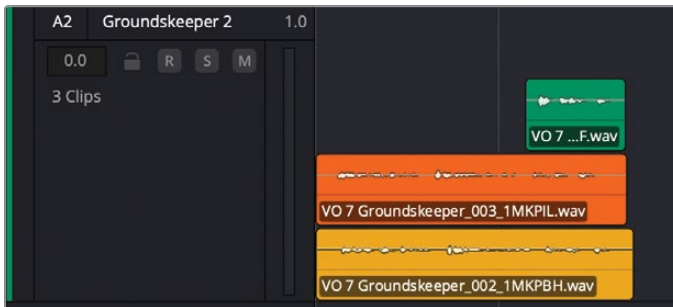 A2 Groundskeeper 2 1.0
0.0 R S M
3 Clips
VO 7 ...F.wav
VO 7 Groundskeeper_003_1MKPIL.wav
VO 7 Groundskeeper_002_1MKPBH.wav